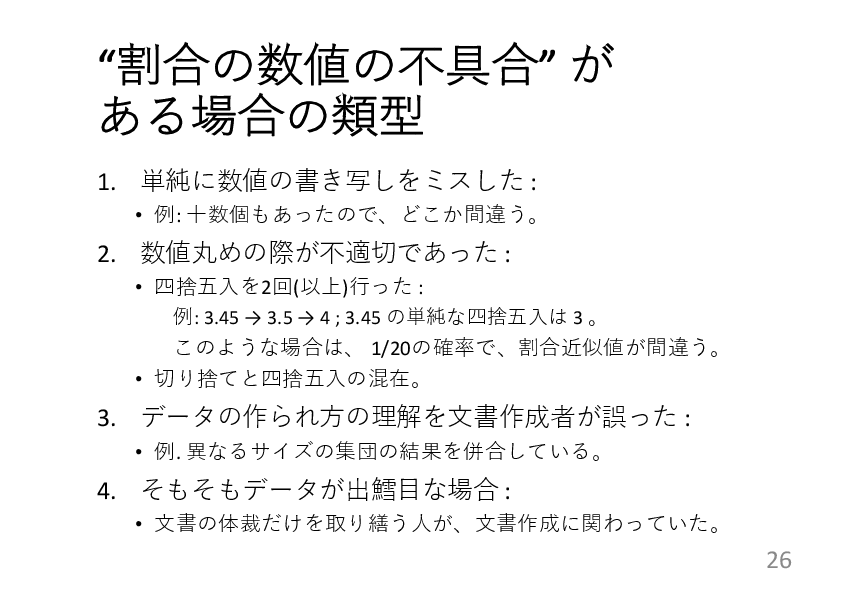 “割合の数値の不具合” が
ある場合の類型
1. 単純に数値の書き写しをミスした :
• 例: 十数個もあったので、どこか間違う。
2. 数値丸めの際が不適切であった :
• 四捨五入を2回(以上)行った :
例: 3.45 → 3.5 → 4 ; 3.45 の単純な四捨五入は 3 。
このような場合は、 1/20の確率で、割合近似値が間違う。
• 切り捨てと四捨五入の混在。
3. データの作られ方の理解を文書作成者が誤った :
• 例. 異なるサイズの集団の結果を併合している。
4. そもそもデータが出鱈目な場合 :
• 文書の体裁だけを取り繕う人が、文書作成に関わっていた。
26